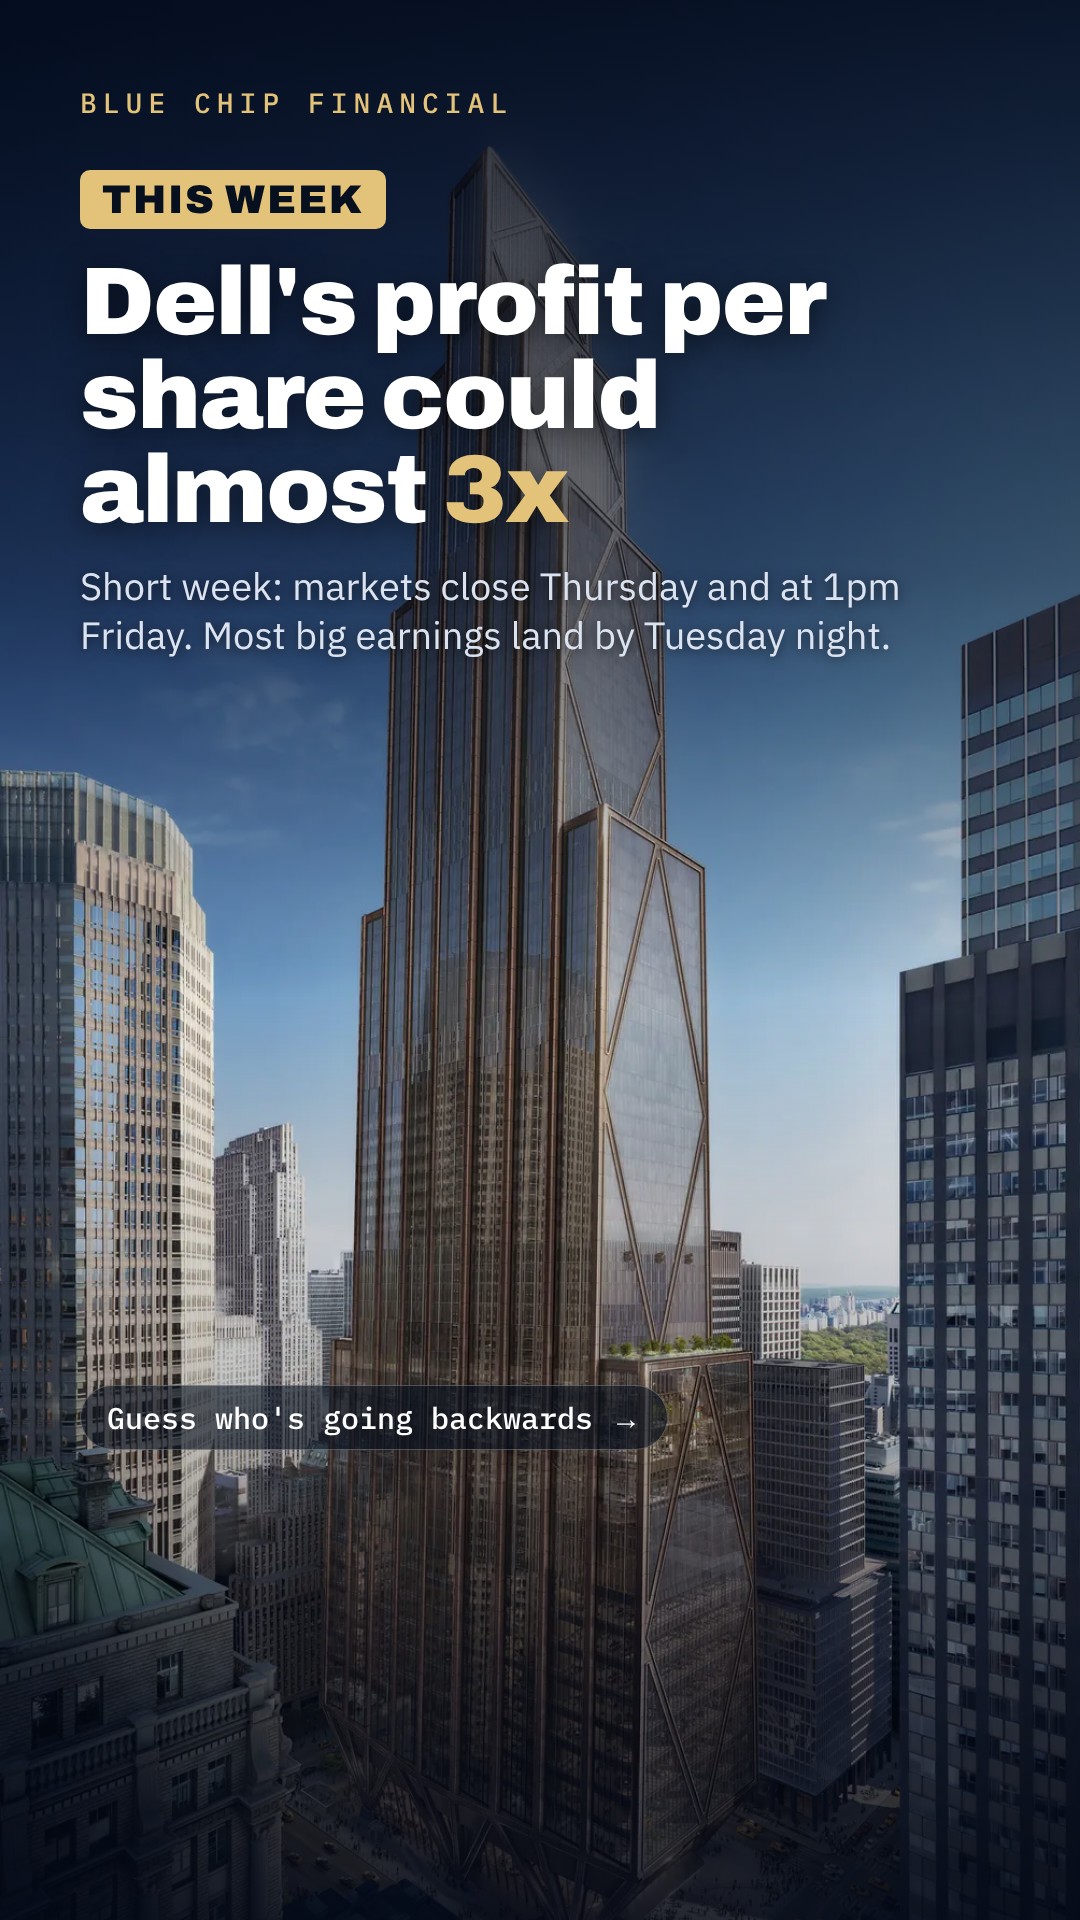 BLUE CHIP FINANCIAL
THIS WEEK
Dell's profit per
share could
almost 3x
Short week: markets close Thursday and at 1pm
Friday. Most big earnings land by Tuesday night.
Guess who's going backwards →